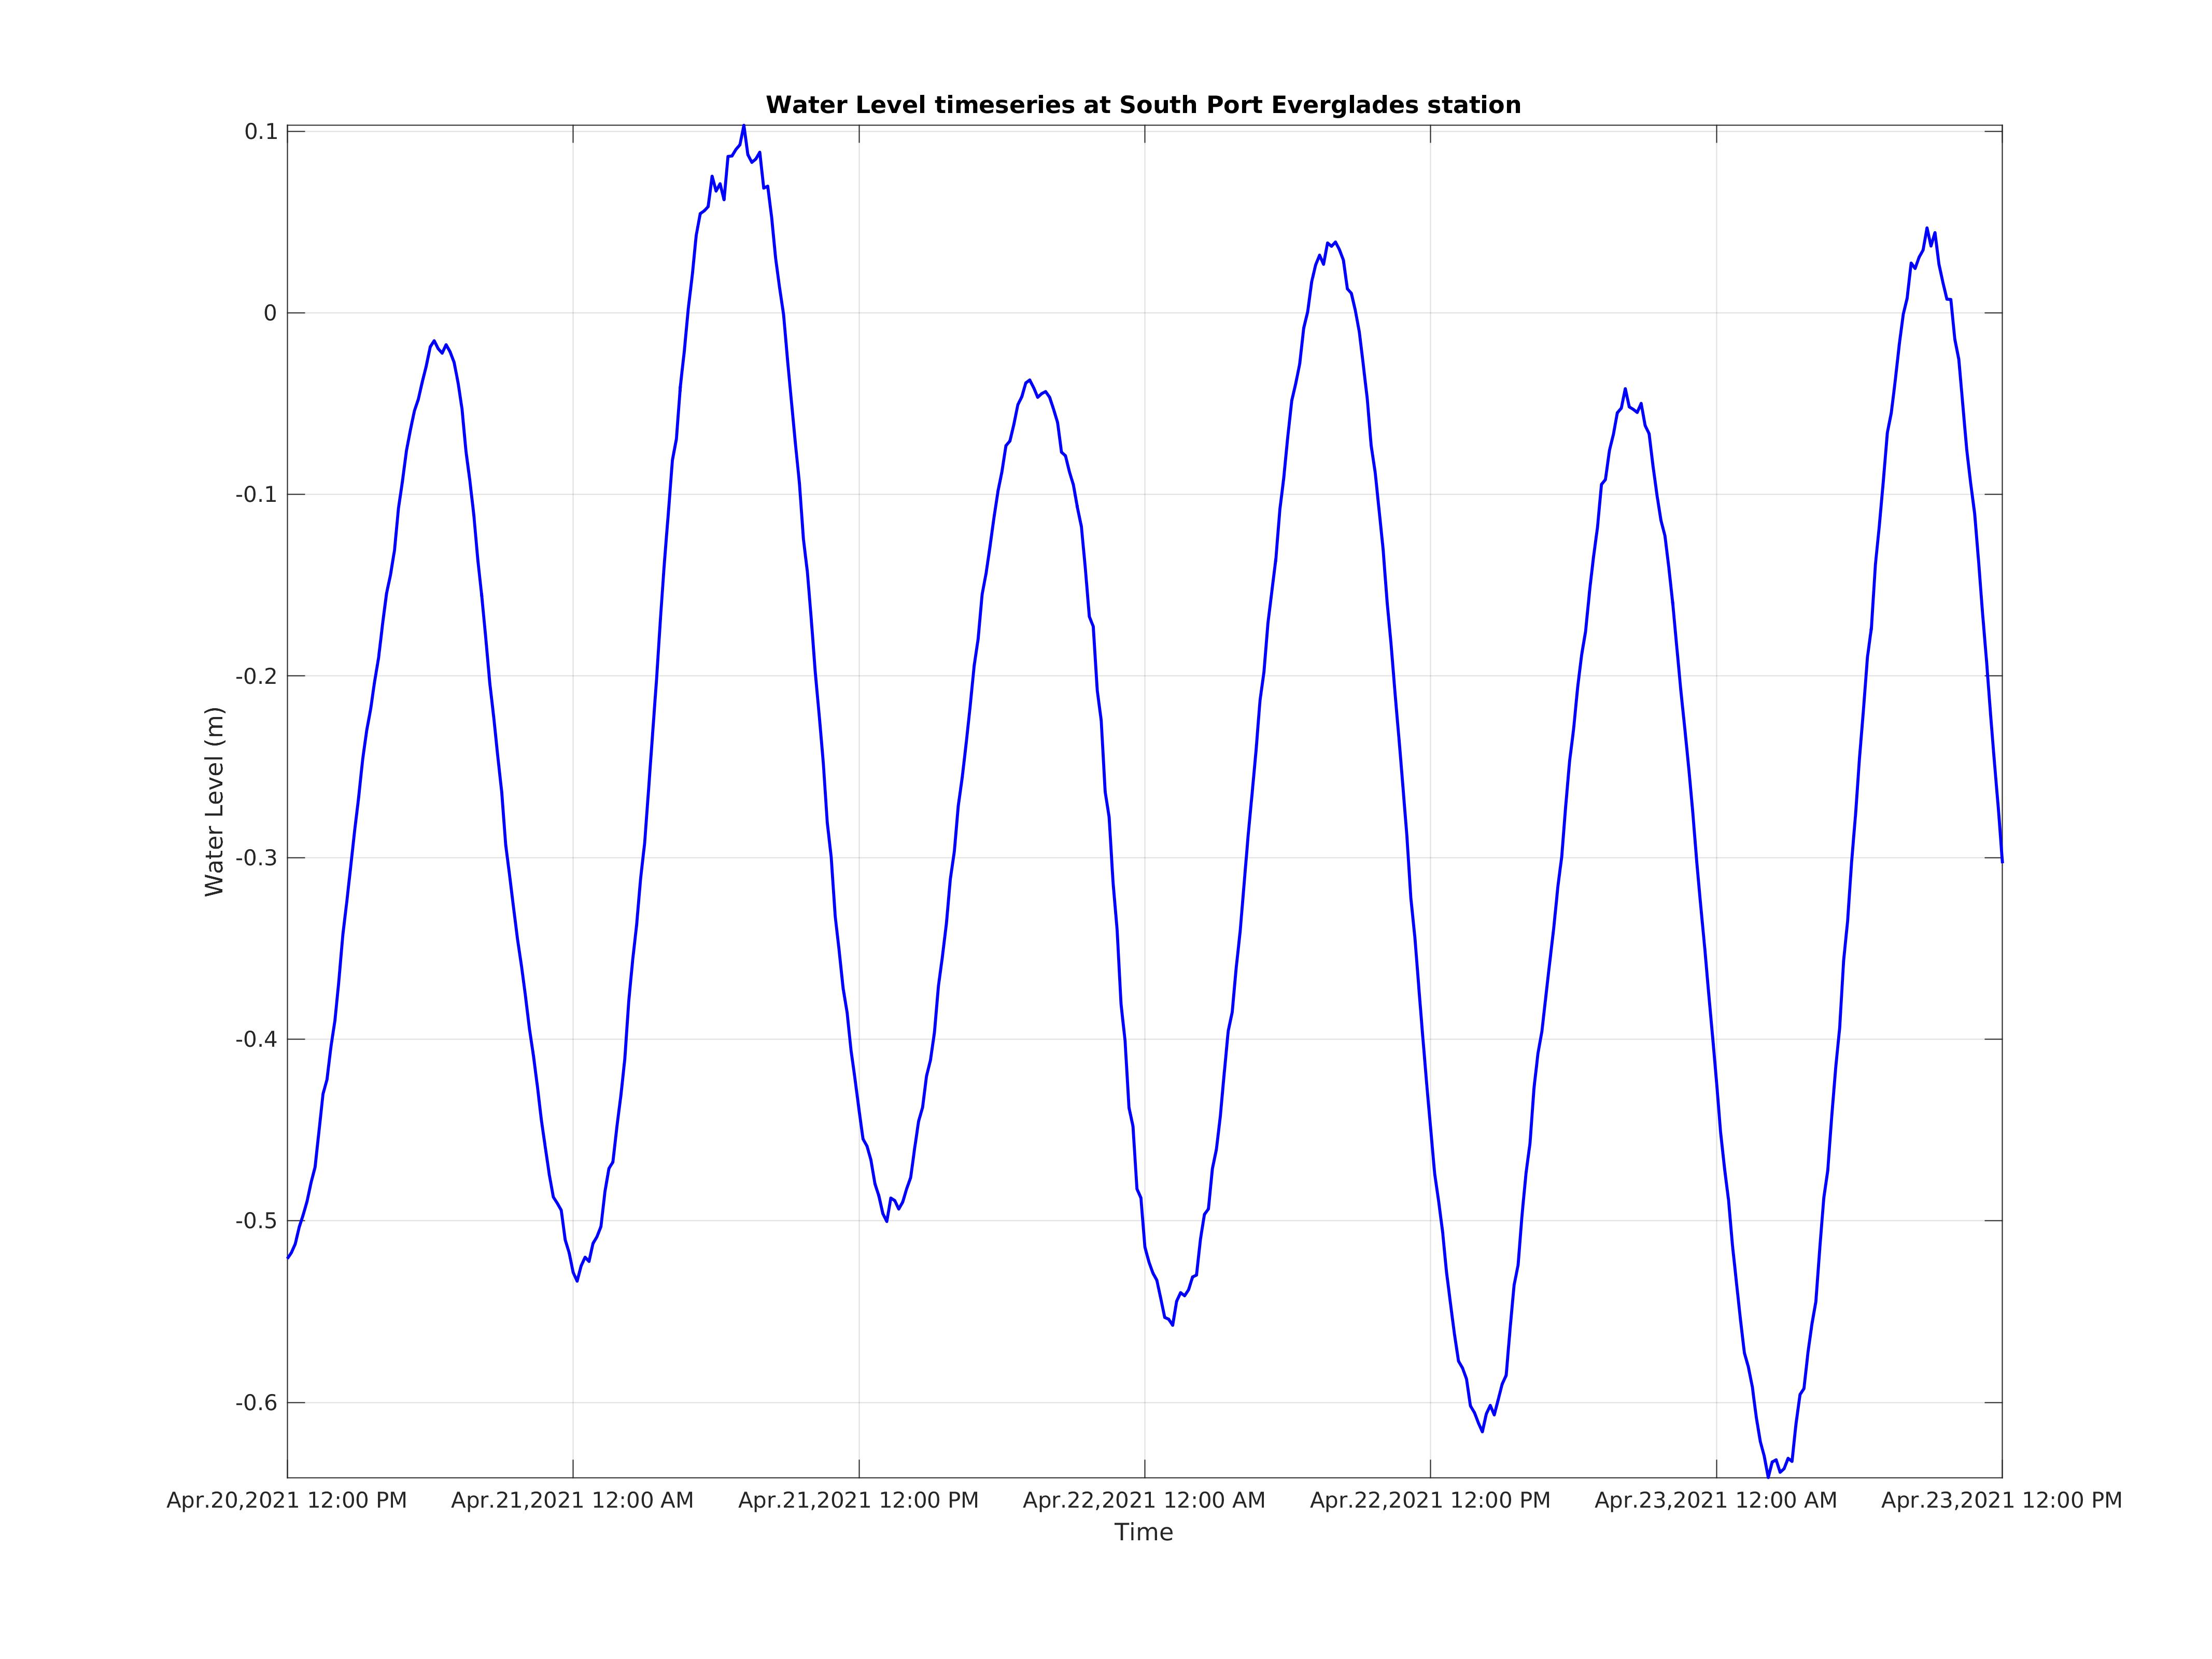 Water Level timeseries at South Port Everglades station
0.1
0
-0.1
-0.2
-0.3
-0.4
-0.5
-0.6
Water Level (m)
Apr.20,2021 12:00 PM Apr.21,2021 12:00 AM Apr.21,2021 12:00 PM Apr.22,2021 12:00 AM Apr.22,2021 12:00 PM Apr.23,2021 12:00 AM Apr.23,2021 12:00 PM
Time